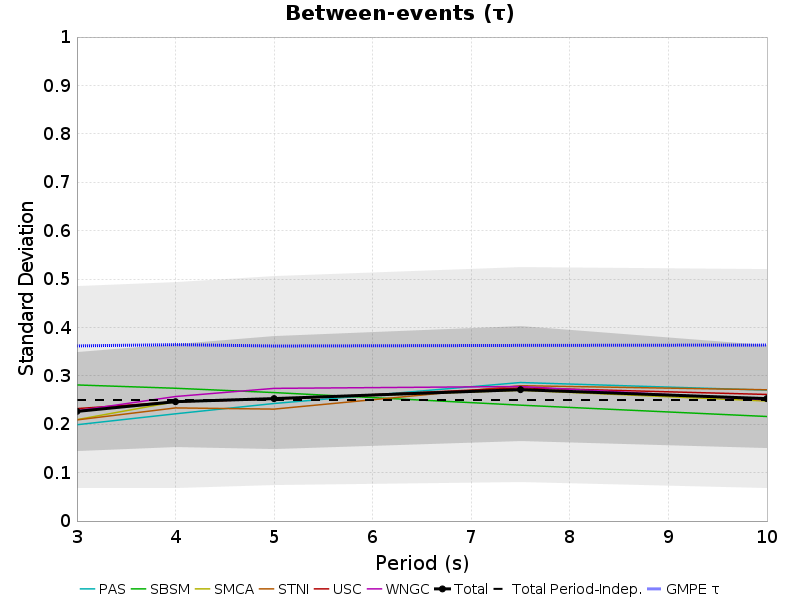 Between-events (τ)
1
0.9
0.8
0.7
0.6
0.5
0.4
0.3
0.2
0.1
0
Standard Deviation
3 4 5 6 7 8 9 10
Period (s)
PAS SBSM SMCA STNI USC WNGC Total Total Period-Indep. GMPE τ